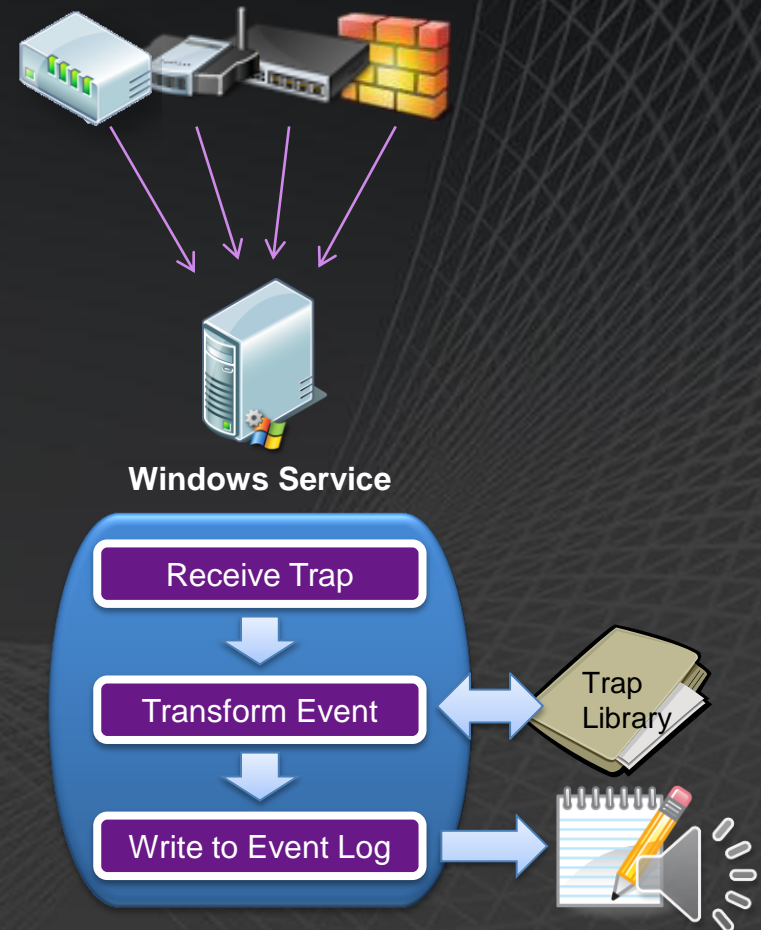 Windows Service
Receive Trap
Transform Event
Trap
Library
Write to Event Log